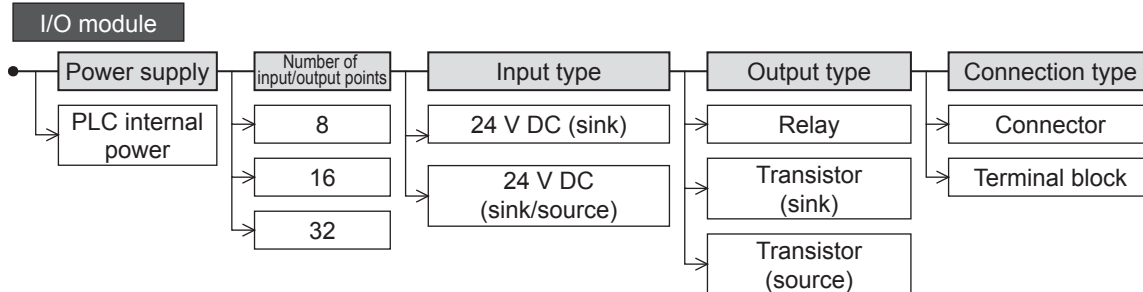 I/O module
Power supply
Number of
input/output points
Input type
Output type
Connection type
PLC internal
power
8
16
32
24 V DC (sink)
24 V DC
(sink/source)
Relay
Transistor
(sink)
Transistor
(source)
Connector
Terminal block